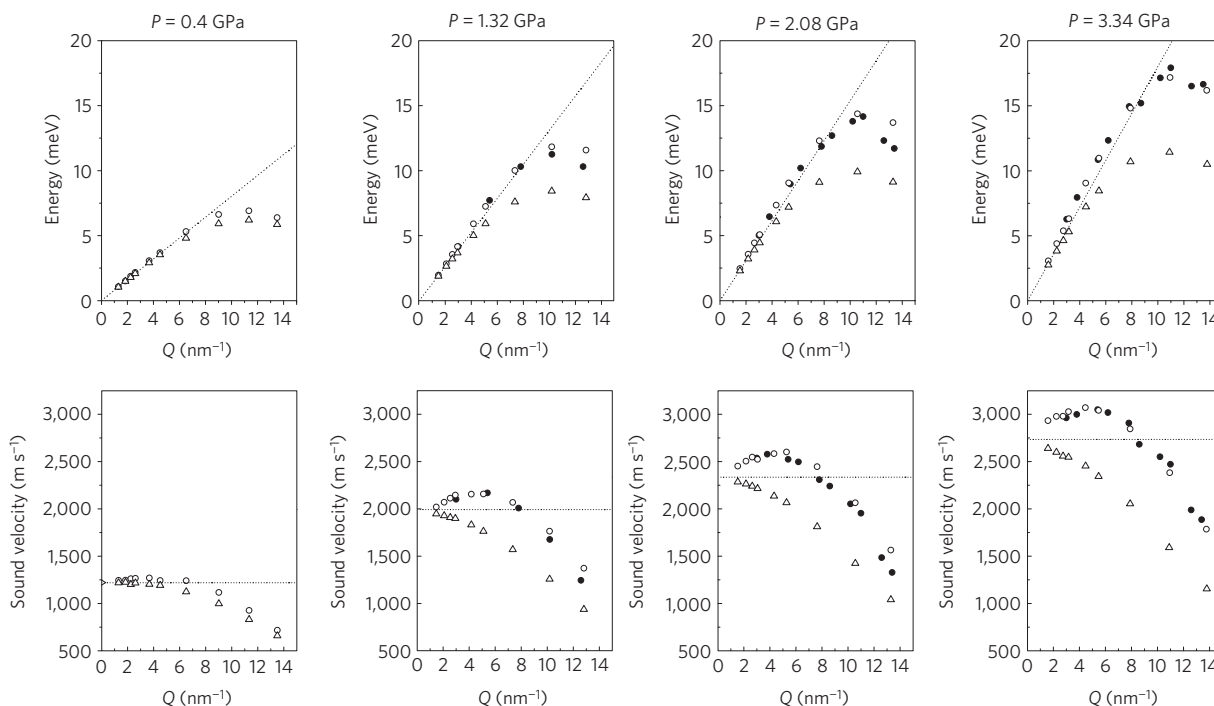 P = 0.4 GPa
P = 1.32 GPa
P = 2.08 GPa
P = 3.34 GPa
Energy (meV)
20
15
10
5
0
0 2 4 6 8 10 12 14
Q (nm⁻¹)
Energy (meV)
20
15
10
5
0
0 2 4 6 8 10 12 14
Q (nm⁻¹)
Energy (meV)
20
15
10
5
0
0 2 4 6 8 10 12 14
Q (nm⁻¹)
Energy (meV)
20
15
10
5
0
0 2 4 6 8 10 12 14
Q (nm⁻¹)
Sound velocity (m s⁻¹)
3,000
2,500
2,000
1,500
1,000
500
0 2 4 6 8 10 12 14
Q (nm⁻¹)
Sound velocity (m s⁻¹)
3,000
2,500
2,000
1,500
1,000
500
0 2 4 6 8 10 12 14
Q (nm⁻¹)
Sound velocity (m s⁻¹)
3,000
2,500
2,000
1,500
1,000
500
0 2 4 6 8 10 12 14
Q (nm⁻¹)
Sound velocity (m s⁻¹)
3,000
2,500
2,000
1,500
1,000
500
0 2 4 6 8 10 12 14
Q (nm⁻¹)